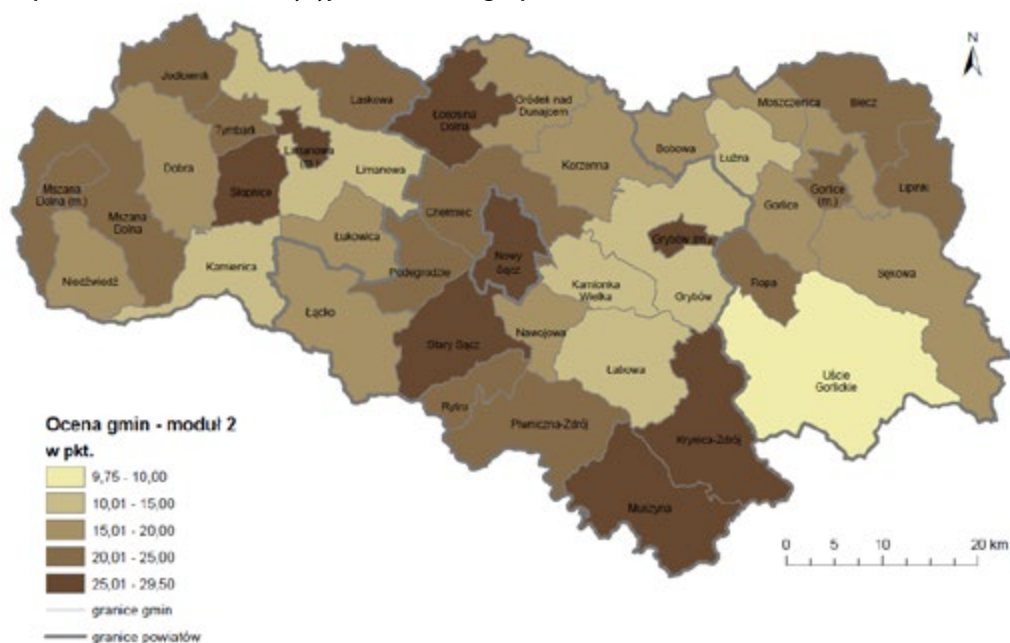 N
Jodłownik
Laskowa
Łososina
Dolna
Gródek nad
Dunajcem
Moszczenica
Biecz
Tymbark
Limanowa
(m.)
Limanowa
Dobra
Słopnice
Korzenna
Bobowa
Łużna
Gorlice
(m.)
Gorlice
Lipinki
Mszana
Dolna (m.)
Mszana
Dolna
Niedźwiedź
Kamienica
Łukowica
Chełmiec
Podegrodzie
Nowy
Sącz
Grybów (m.)
Grybów
Kamionka
Wielka
Ropa
Sękowa
Łącko
Stary Sącz
Nawojowa
Łabowa
Uście
Gorlickie
Rytro
Piwniczna-Zdrój
Krynica-Zdrój
Muszyna
Ocena gmin - moduł 2
w pkt.
9,75 - 10,00
10,01 - 15,00
15,01 - 20,00
20,01 - 25,00
25,01 - 29,50
granice gmin
granice powiatów
0 5 10 20 km